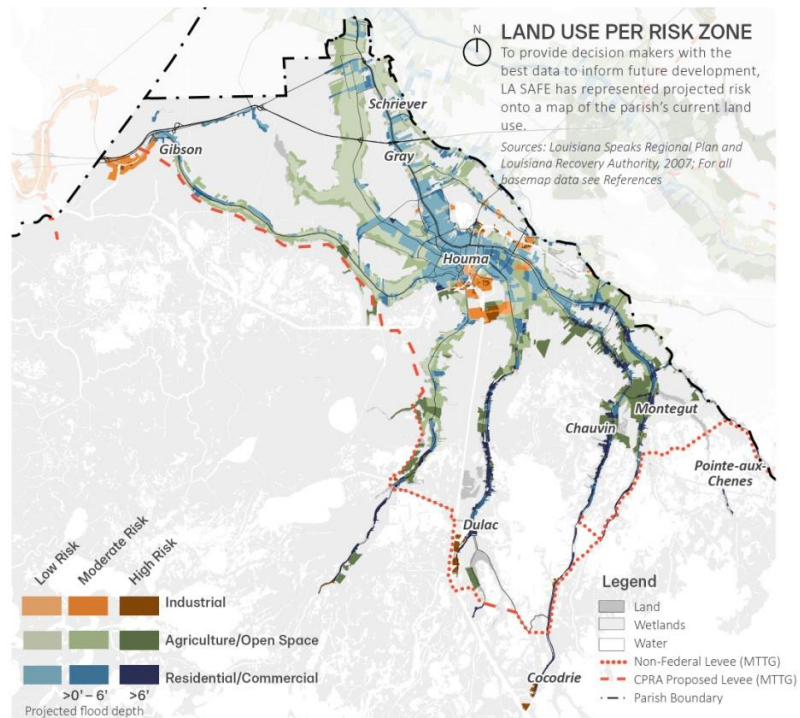 N
LAND USE PER RISK ZONE
To provide decision makers with the
best data to inform future development,
LA SAFE has represented projected risk
onto a map of the parish's current land
use.
Sources: Louisiana Speaks Regional Plan and
Louisiana Recovery Authority, 2007; For all
basemap data see References
Schriever
Gibson
Gray
Houma
Montegut
Chauvin
Pointe-aux-
Chenes
Dulac
Cocodrie
Low Risk
Moderate Risk
High Risk
Industrial
Agriculture/Open Space
Residential/Commercial
>0' – 6'
>6'
Projected flood depth
Legend
Land
Wetlands
Water
Non-Federal Levee (MTTG)
CPRA Proposed Levee (MTTG)
Parish Boundary